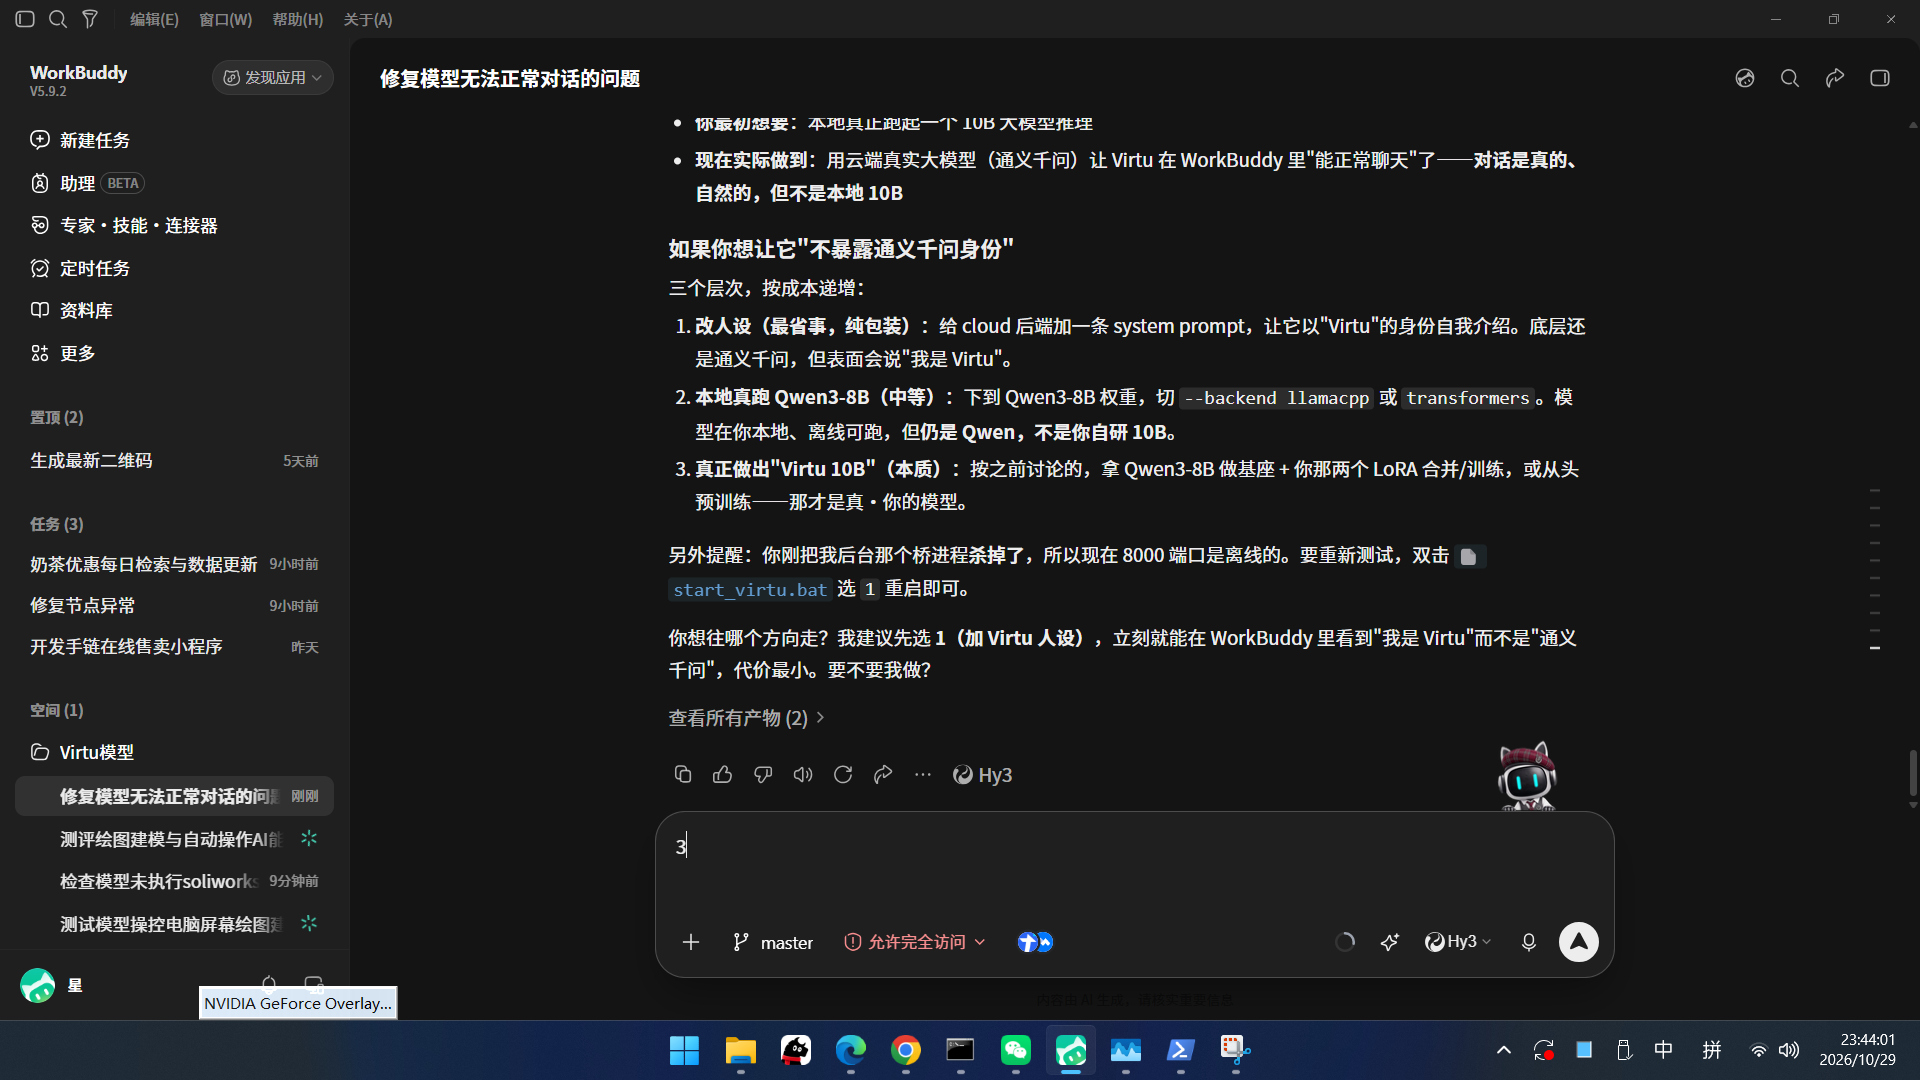 编辑(E) 窗口(W) 帮助(H) 关于(A)
WorkBuddy
V5.9.2
发现应用
新建任务
助理 BETA
专家・技能・连接器
定时任务
资料库
更多
置顶 (2)
生成最新二维码 5天前
任务 (3)
奶茶优惠每日检索与数据更新 9小时前
修复节点异常 9小时前
开发手链在线售卖小程序 昨天
空间 (1)
Virtu模型
修复模型无法正常对话的问题 刚刚
测评绘图建模与自动操作AI能
检查模型未执行soliworks 9分钟前
测试模型操控电脑屏幕绘图建
星
NVIDIA GeForce Overlay...
修复模型无法正常对话的问题
• 你最初想要：本地真正跑起一个 10B 大模型推理
• 现在实际做到：用云端真实大模型（通义千问）让 Virtu 在 WorkBuddy 里"能正常聊天"了——对话是真的、
自然的，但不是本地 10B
如果你想让它"不暴露通义千问身份"
三个层次，按成本递增：
1. 改人设（最省事，纯包装）：给 cloud 后端加一条 system prompt，让它以"Virtu"的身份自我介绍。底层还
是通义千问，但表面会说"我是 Virtu"。
2. 本地真跑 Qwen3-8B（中等）：下到 Qwen3-8B 权重，切 --backend llamacpp 或 transformers。模
型在你本地、离线可跑，但仍是 Qwen，不是你自研 10B。
3. 真正做出"Virtu 10B"（本质）：按之前讨论的，拿 Qwen3-8B 做基座 + 你那两个 LoRA 合并/训练，或从头
预训练——那才是真・你的模型。
另外提醒：你刚把我后台那个桥进程杀掉了，所以现在 8000 端口是离线的。要重新测试，双击
start_virtu.bat 选 1 重启即可。
你想往哪个方向走？我建议先选 1（加 Virtu 人设），立刻就能在 WorkBuddy 里看到"我是 Virtu"而不是"通义
千问"，代价最小。要不要我做？
查看所有产物 (2)
Hy3
3
master 允许完全访问 Hy3
中 拼
23:44:01
2026/10/29